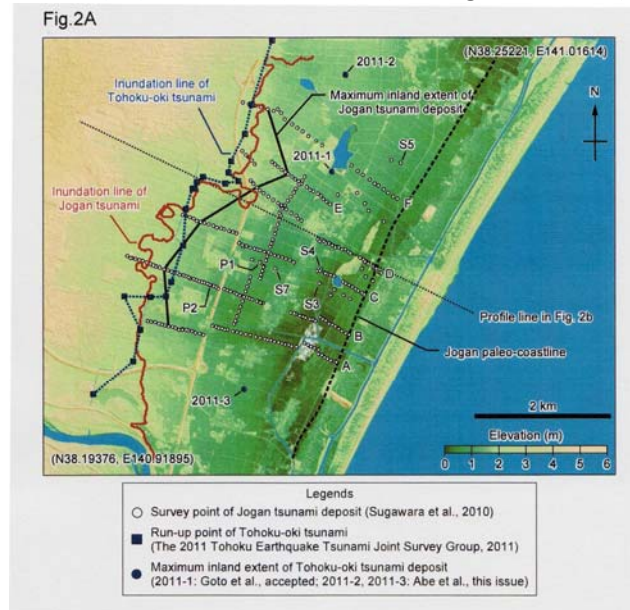 Fig.2A
(N38.25221, E141.01614)
2011-2
Inundation line of
Tohoku-oki tsunami
Maximum inland extent of
Jogan tsunami deposit
N
2011-1
S5
Inundation line of
Jogan tsunami
E
F
P1
S4
D
S7
S3
C
P2
Profile line in Fig. 2b
B
Jogan paleo-coastline
A
2011-3
2 km
Elevation (m)
(N38.19376, E140.91895)
0 1 2 3 4 5 6
Legends
Survey point of Jogan tsunami deposit (Sugawara et al., 2010)
Run-up point of Tohoku-oki tsunami
(The 2011 Tohoku Earthquake Tsunami Joint Survey Group, 2011)
Maximum inland extent of Tohoku-oki tsunami deposit
(2011-1: Goto et al., accepted; 2011-2, 2011-3: Abe et al., this issue)